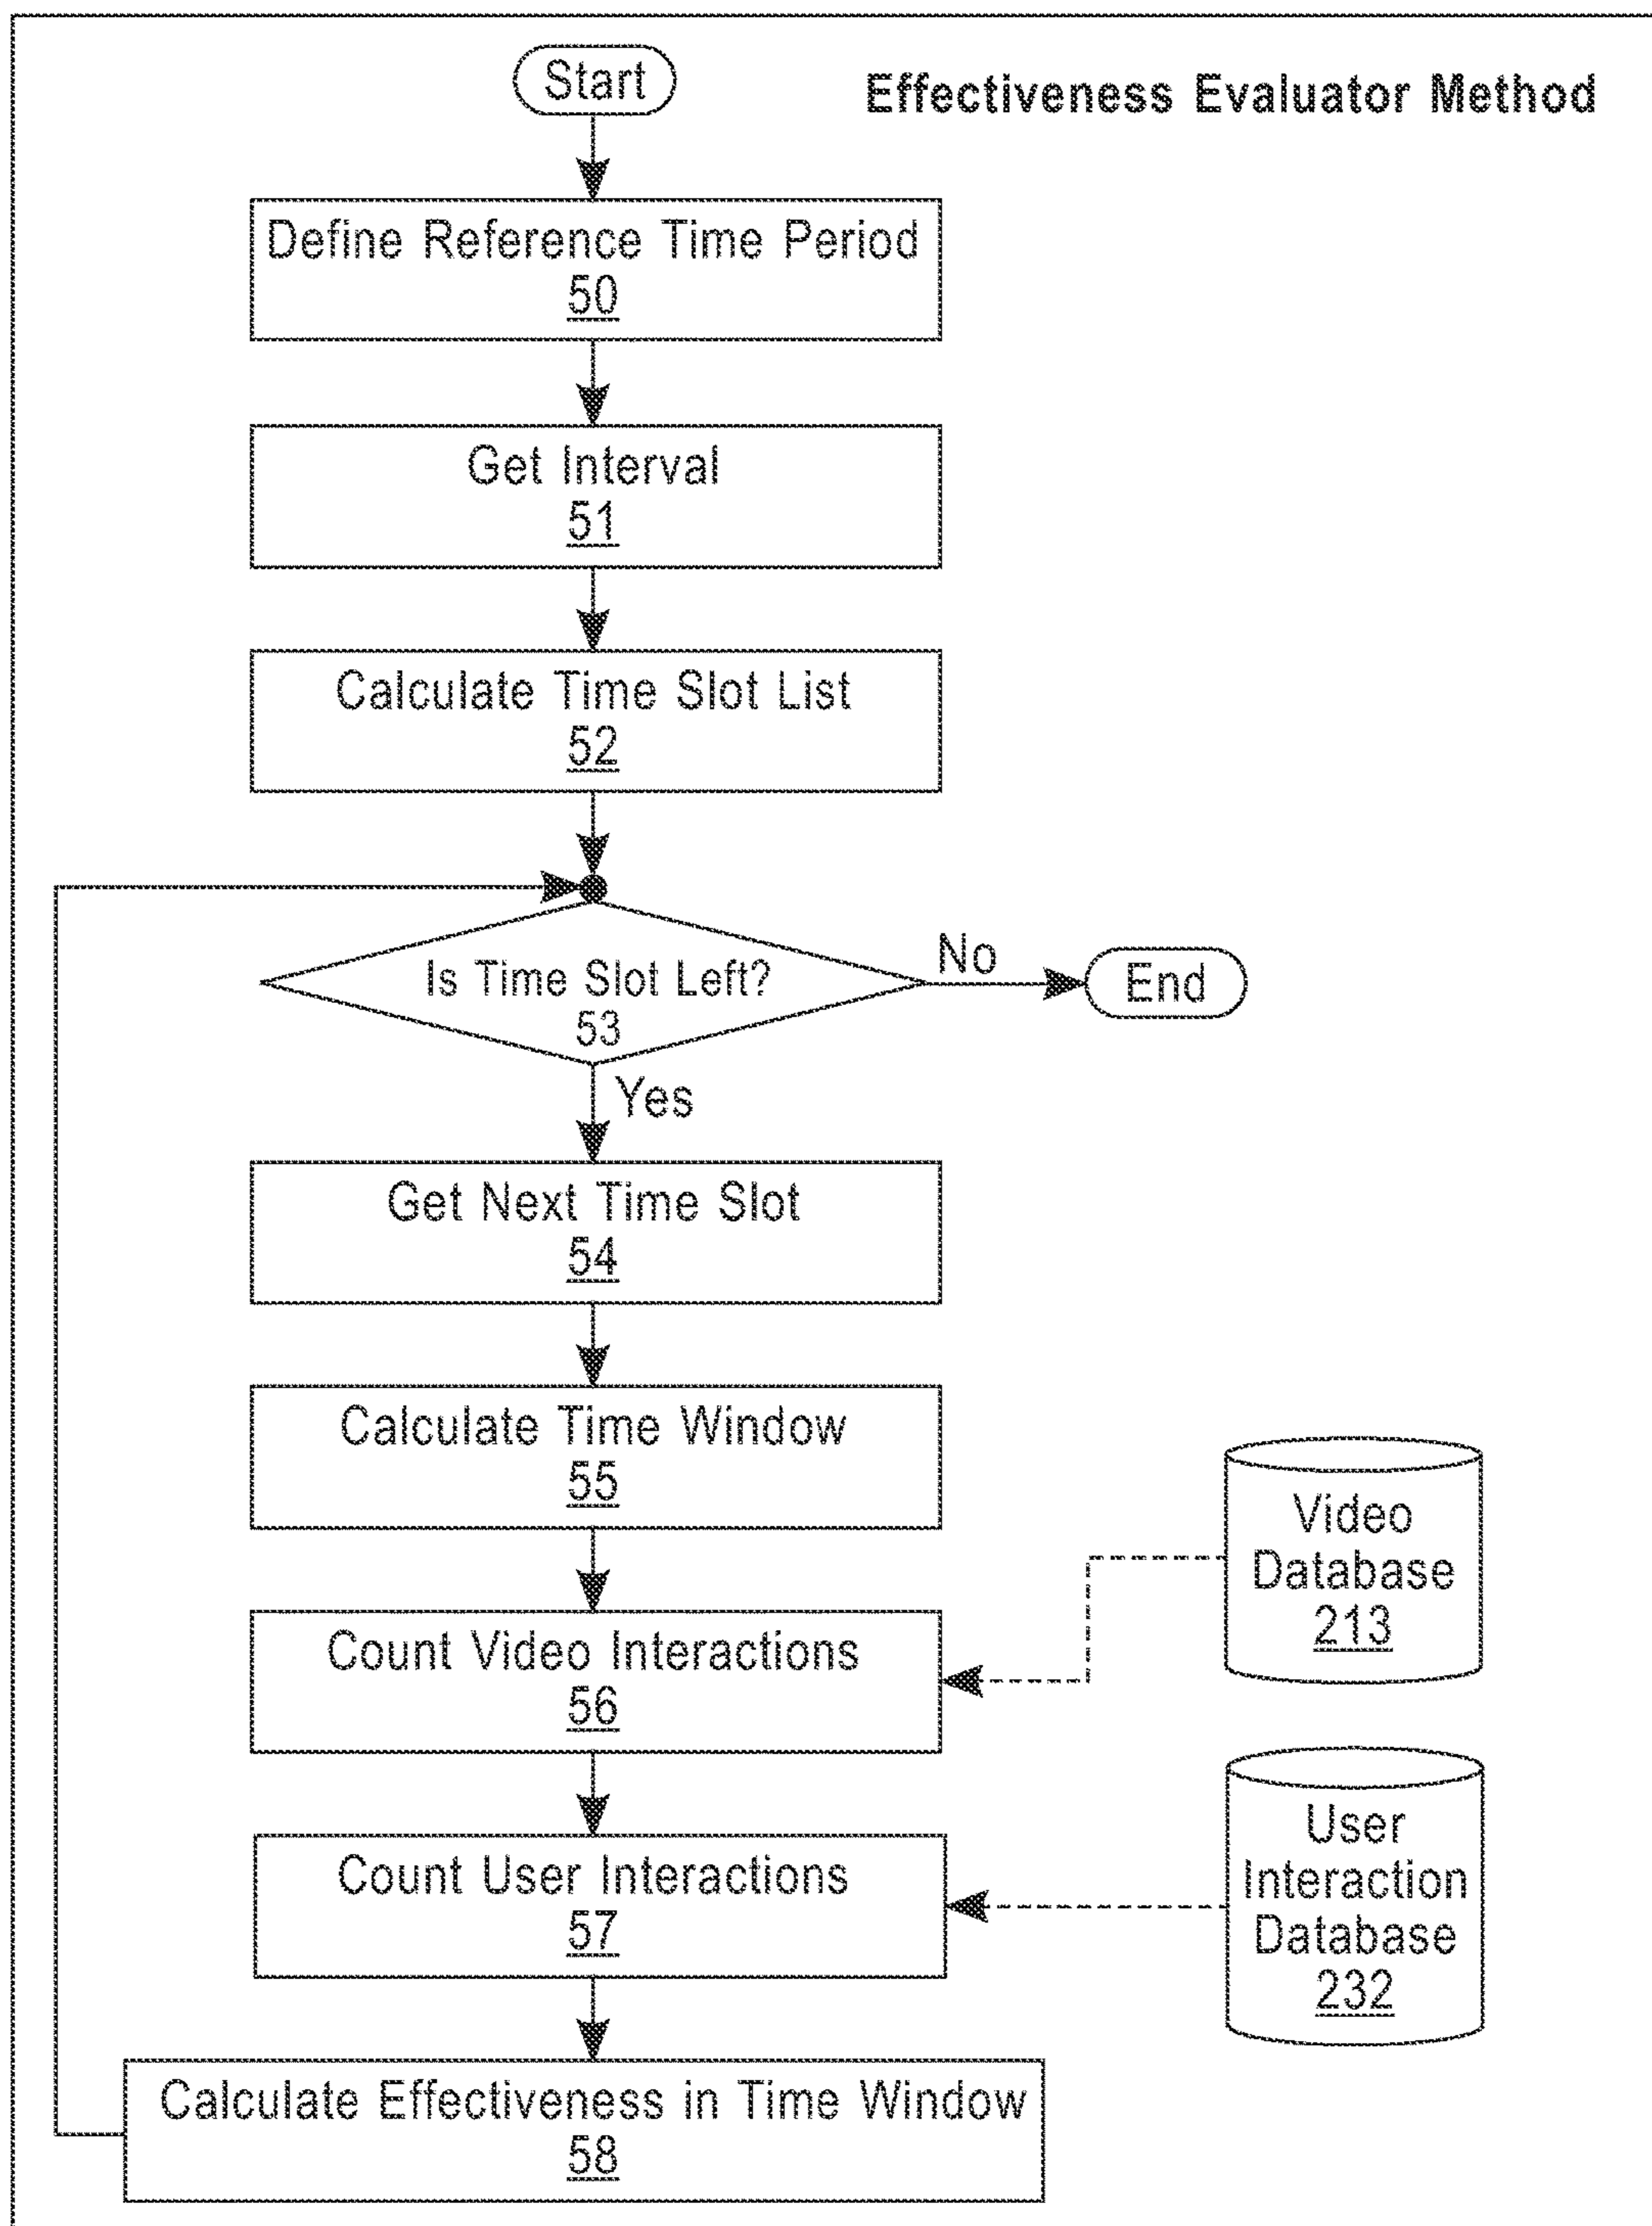 Effectiveness Evaluator Method
Start
Define Reference Time Period
50
Get Interval
51
Calculate Time Slot List
52
Is Time Slot Left?
53
No
End
Yes
Get Next Time Slot
54
Calculate Time Window
55
Count Video Interactions
56
Video
Database
213
Count User Interactions
57
User
Interaction
Database
232
Calculate Effectiveness in Time Window
58